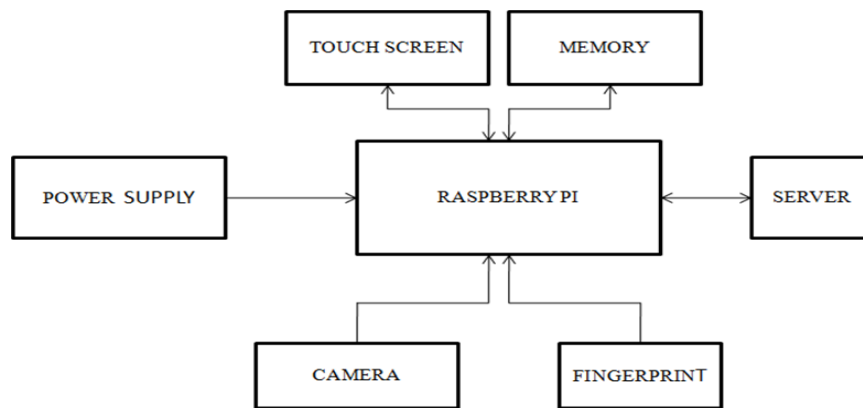 TOUCH SCREEN
MEMORY
POWER SUPPLY
RASPBERRY PI
SERVER
CAMERA
FINGERPRINT